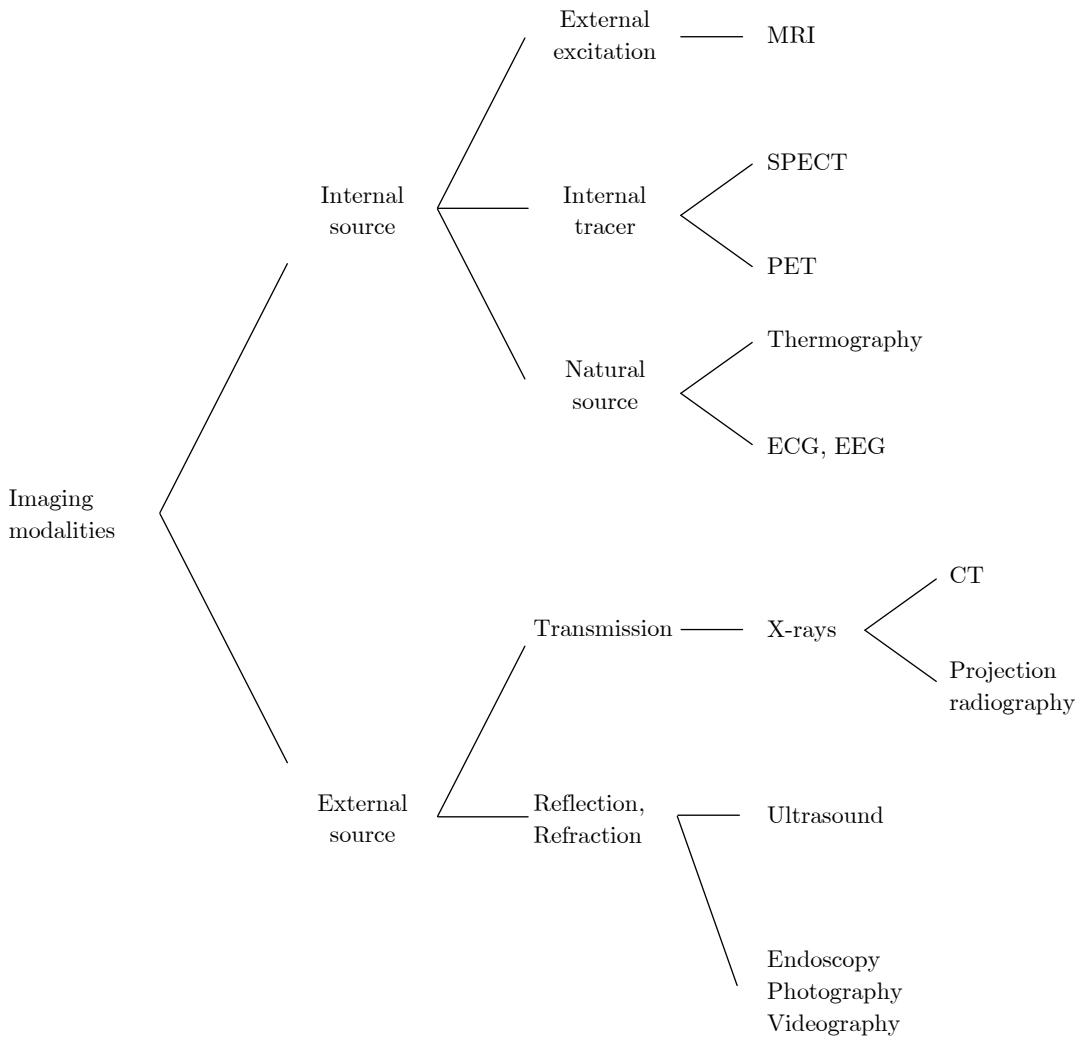 External
excitation
MRI
Internal
source
Internal
tracer
SPECT
PET
Natural
source
Thermography
ECG, EEG
Imaging
modalities
Transmission
X-rays
CT
Projection
radiography
External
source
Reflection,
Refraction
Ultrasound
Endoscopy
Photography
Videography